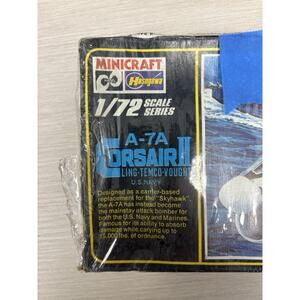 MINICRAFT
Hasegawa
1/72 SCALE
SERIES
A-7A
CORSAIR II
LING-TEMCO-VOUGHT
U.S. NAVY
Designed as a carrier-based
replacement for the "Skyhawk",
the A-7A has instead become
the mainstay attack bomber for
both the U.S. Navy and Marines.
Famous for its ability to absorb
damage while carrying up to
15,000 lbs. of ordnance.